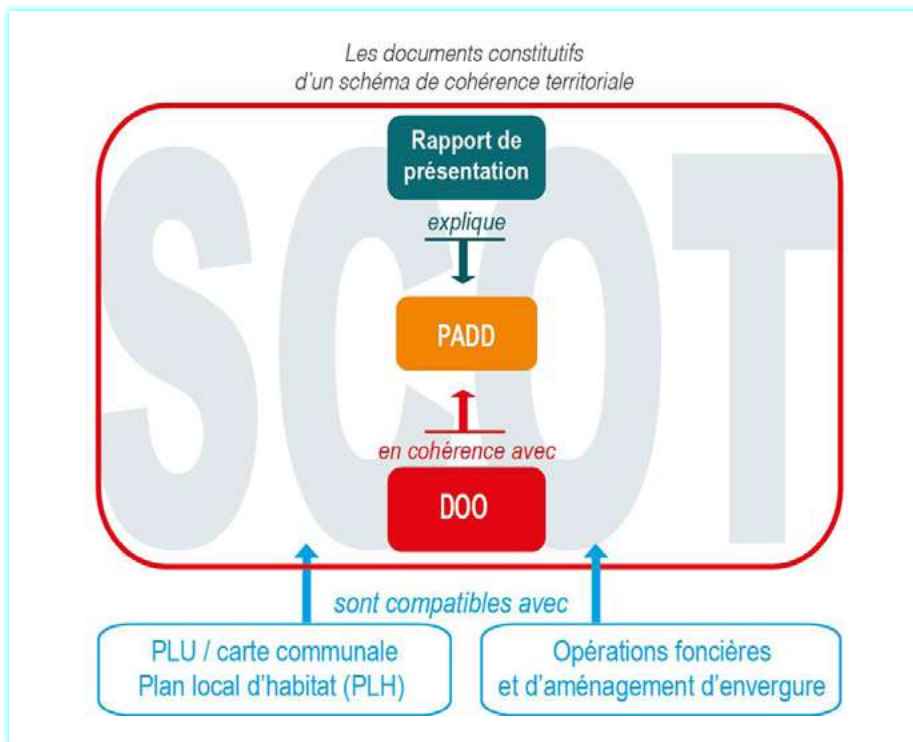 Les documents constitutifs
d'un schéma de cohérence territoriale
SCOT
Rapport de
présentation
explique
PADD
en cohérence avec
DOO
sont compatibles avec
PLU / carte communale
Plan local d'habitat (PLH)
Opérations foncières
et d'aménagement d'envergure